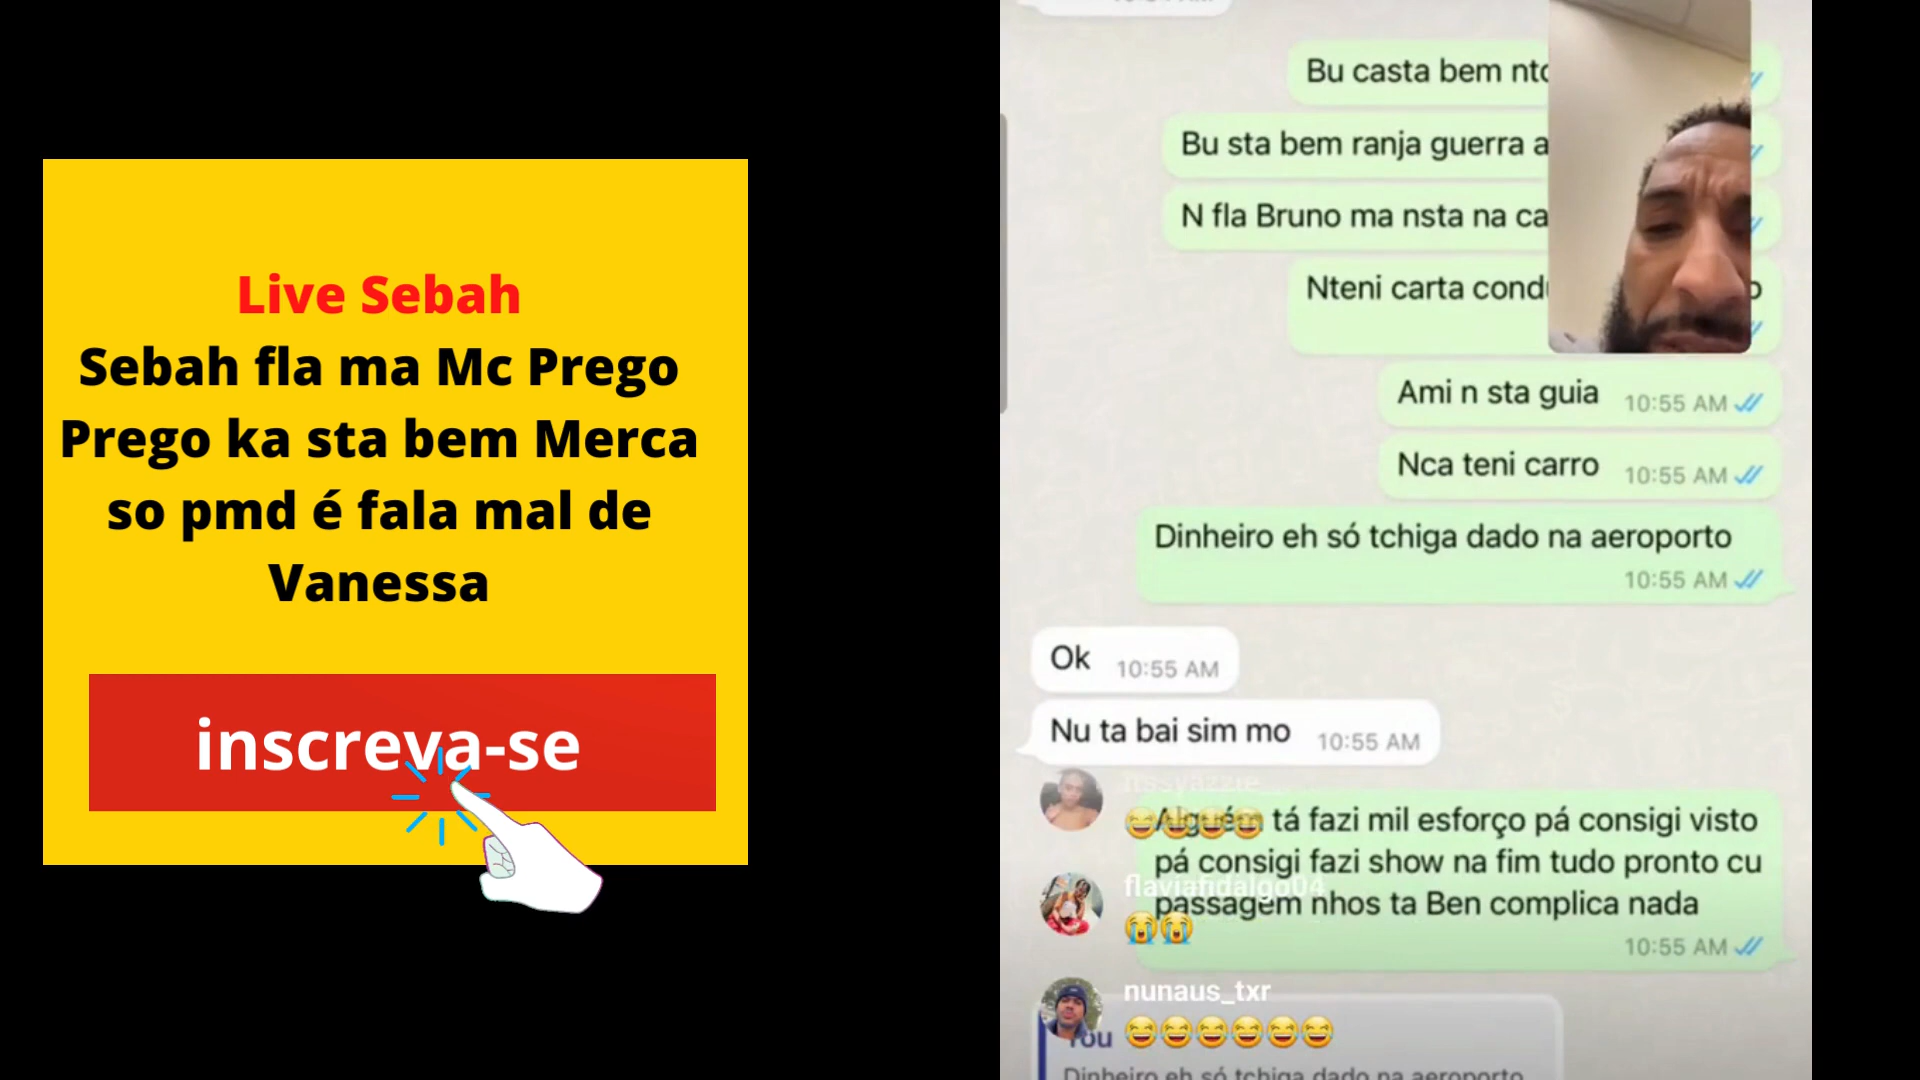 Live Sebah
Sebah fla ma Mc Prego
Prego ka sta bem Merca
so pmd é fala mal de
Vanessa
inscreva-se
Bu casta bem
Bu sta bem ranja guerra
N fla Bruno ma nsta na
Nteni carta
Ami n sta guia 10:55 AM
Nca teni carro 10:55 AM
Dinheiro eh só tchiga dado na aeroporto
10:55 AM
Ok 10:55 AM
Nu ta bai sim mo 10:55 AM
itssyazzie
Alguém tá fazi mil esforço pá consigi visto
pá consigi fazi show na fim tudo pronto cu
flaviafidalgo04
passagem nhos ta Ben complica nada
10:55 AM
nunaus_txr
You
Dinheiro eh só tchiga dado na aeroporto